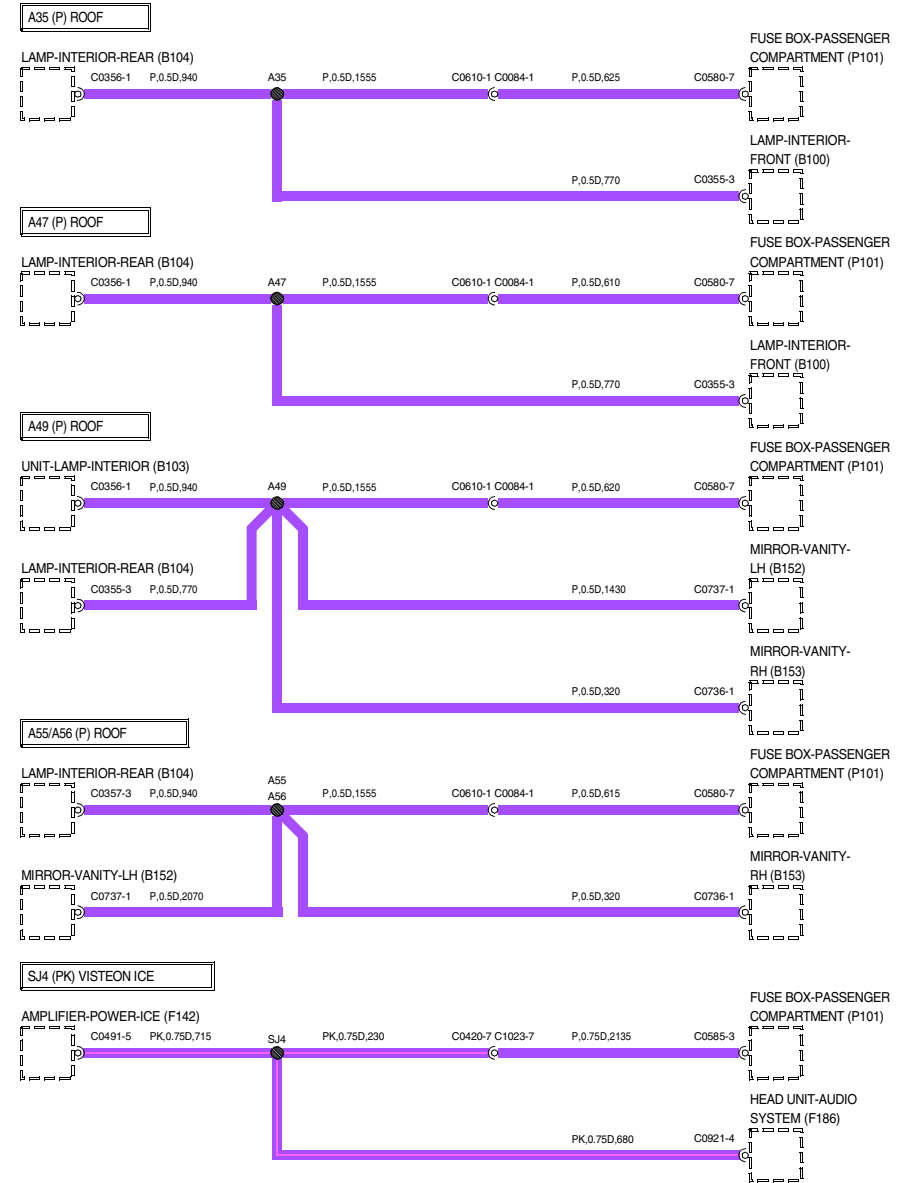 A35 (P) ROOF
FUSE BOX-PASSENGER
LAMP-INTERIOR-REAR (B104)
COMPARTMENT (P101)
C0356-1 P,0.5D,940 A35 P,0.5D,1555 C0610-1 C0084-1 P,0.5D,625 C0580-7
LAMP-INTERIOR-
FRONT (B100)
P,0.5D,770 C0355-3
A47 (P) ROOF
FUSE BOX-PASSENGER
LAMP-INTERIOR-REAR (B104)
COMPARTMENT (P101)
C0356-1 P,0.5D,940 A47 P,0.5D,1555 C0610-1 C0084-1 P,0.5D,610 C0580-7
LAMP-INTERIOR-
FRONT (B100)
P,0.5D,770 C0355-3
A49 (P) ROOF
FUSE BOX-PASSENGER
UNIT-LAMP-INTERIOR (B103)
COMPARTMENT (P101)
C0356-1 P,0.5D,940 A49 P,0.5D,1555 C0610-1 C0084-1 P,0.5D,620 C0580-7
MIRROR-VANITY-
LAMP-INTERIOR-REAR (B104)
LH (B152)
C0355-3 P,0.5D,770 P,0.5D,1430 C0737-1
MIRROR-VANITY-
RH (B153)
P,0.5D,320 C0736-1
A55/A56 (P) ROOF
FUSE BOX-PASSENGER
LAMP-INTERIOR-REAR (B104)
COMPARTMENT (P101)
A55
C0357-3 P,0.5D,940 A56 P,0.5D,1555 C0610-1 C0084-1 P,0.5D,615 C0580-7
MIRROR-VANITY-
MIRROR-VANITY-LH (B152)
RH (B153)
C0737-1 P,0.5D,2070 P,0.5D,320 C0736-1
SJ4 (PK) VISTEON ICE
FUSE BOX-PASSENGER
AMPLIFIER-POWER-ICE (F142)
COMPARTMENT (P101)
C0491-5 PK,0.75D,715 SJ4 PK,0.75D,230 C0420-7 C1023-7 P,0.75D,2135 C0585-3
HEAD UNIT-AUDIO
SYSTEM (F186)
PK,0.75D,680 C0921-4